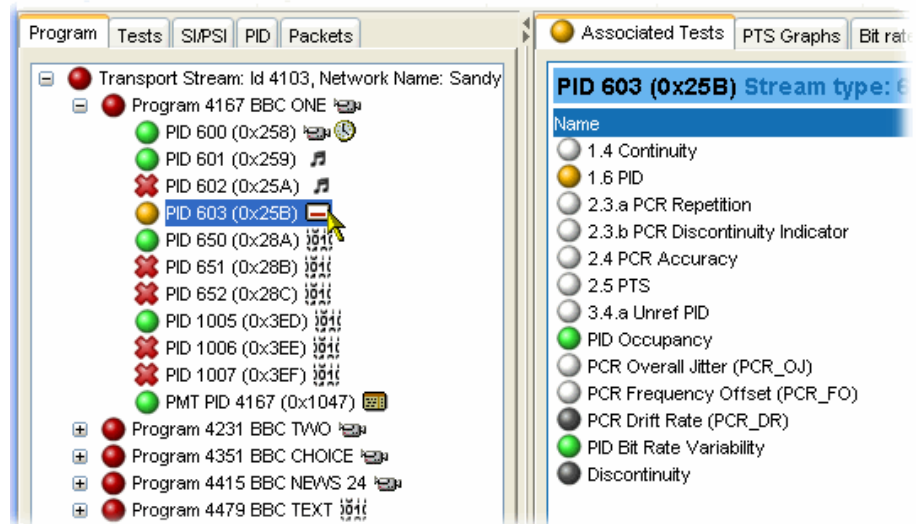 Program Tests SI/PSI PID Packets
Transport Stream: Id 4103, Network Name: Sandy
Program 4167 BBC ONE
PID 600 (0x258)
PID 601 (0x259)
PID 602 (0x25A)
PID 603 (0x25B)
PID 650 (0x28A)
PID 651 (0x28B)
PID 652 (0x28C)
PID 1005 (0x3ED)
PID 1006 (0x3EE)
PID 1007 (0x3EF)
PMT PID 4167 (0x1047)
Program 4231 BBC TWO
Program 4351 BBC CHOICE
Program 4415 BBC NEWS 24
Program 4479 BBC TEXT
Associated Tests PTS Graphs Bit rate
PID 603 (0x25B) Stream type: 6
Name
1.4 Continuity
1.6 PID
2.3.a PCR Repetition
2.3.b PCR Discontinuity Indicator
2.4 PCR Accuracy
2.5 PTS
3.4.a Unref PID
PID Occupancy
PCR Overall Jitter (PCR_OJ)
PCR Frequency Offset (PCR_FO)
PCR Drift Rate (PCR_DR)
PID Bit Rate Variability
Discontinuity